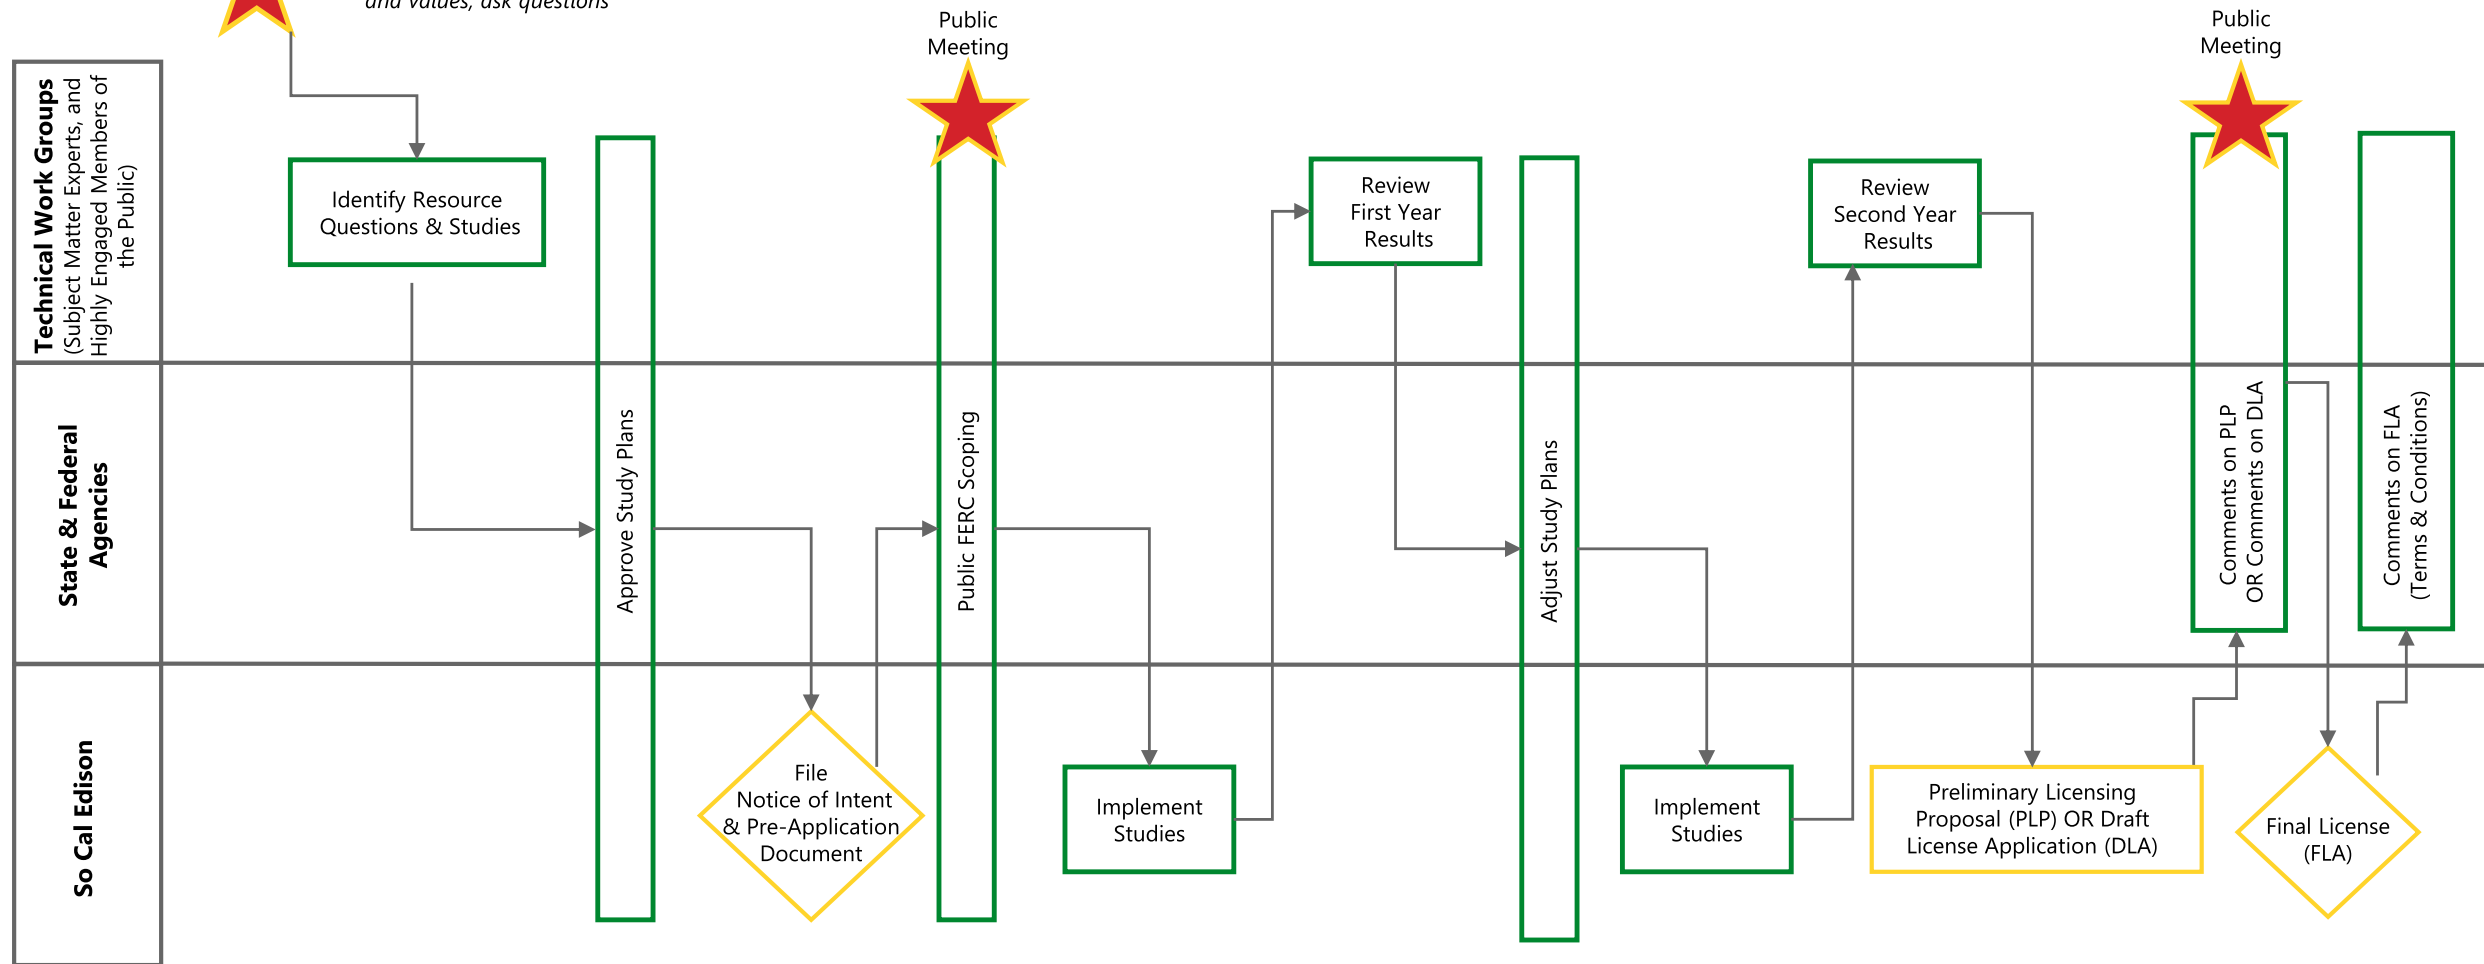 and values, ask questions
Public
Meeting
Public
Meeting
Technical Work Groups
(Subject Matter Experts, and
Highly Engaged Members of
the Public)
Identify Resource
Questions & Studies
Review
First Year
Results
Review
Second Year
Results
State & Federal
Agencies
Approve Study Plans
Public FERC Scoping
Adjust Study Plans
Comments on PLP
OR Comments on DLA
Comments on FLA
(Terms & Conditions)
So Cal Edison
File
Notice of Intent
& Pre-Application
Document
Implement
Studies
Implement
Studies
Preliminary Licensing
Proposal (PLP) OR Draft
License Application (DLA)
Final License
(FLA)